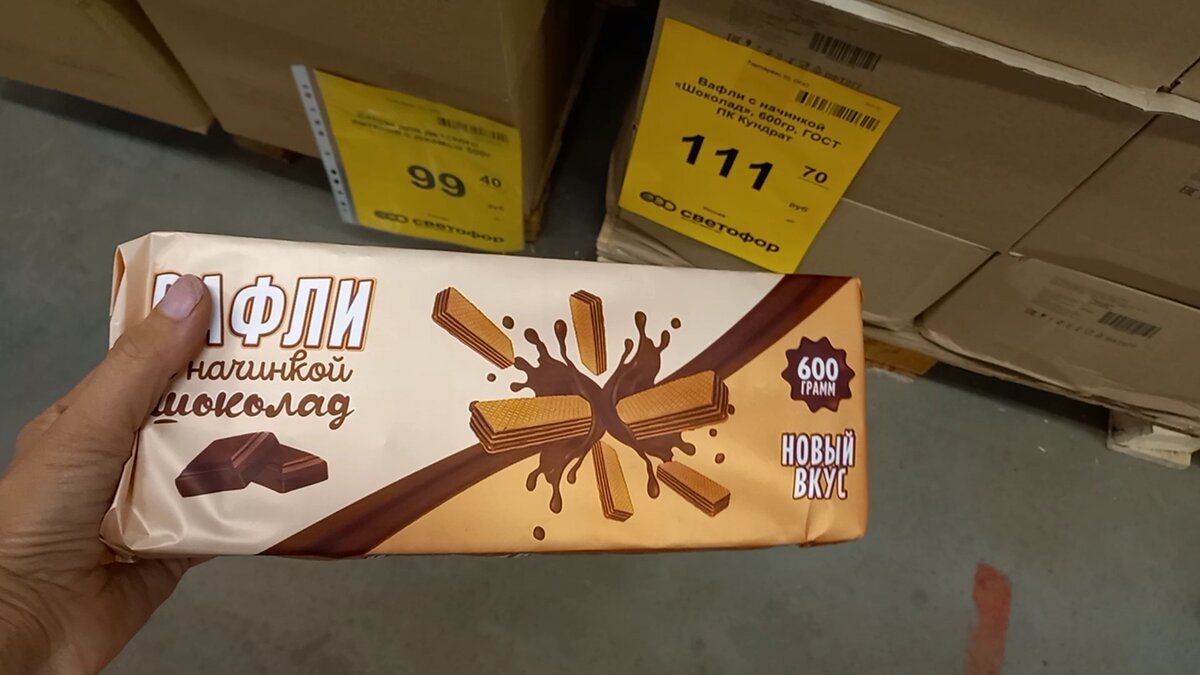 99 40
руб
светофор
Вафли с начинкой
«Шоколад», 600гр, ГОСТ
ПК Кундрат
111 70
руб
светофор
ВАФЛИ
начинкой
шоколад
600
ГРАММ
НОВЫЙ
ВКУС